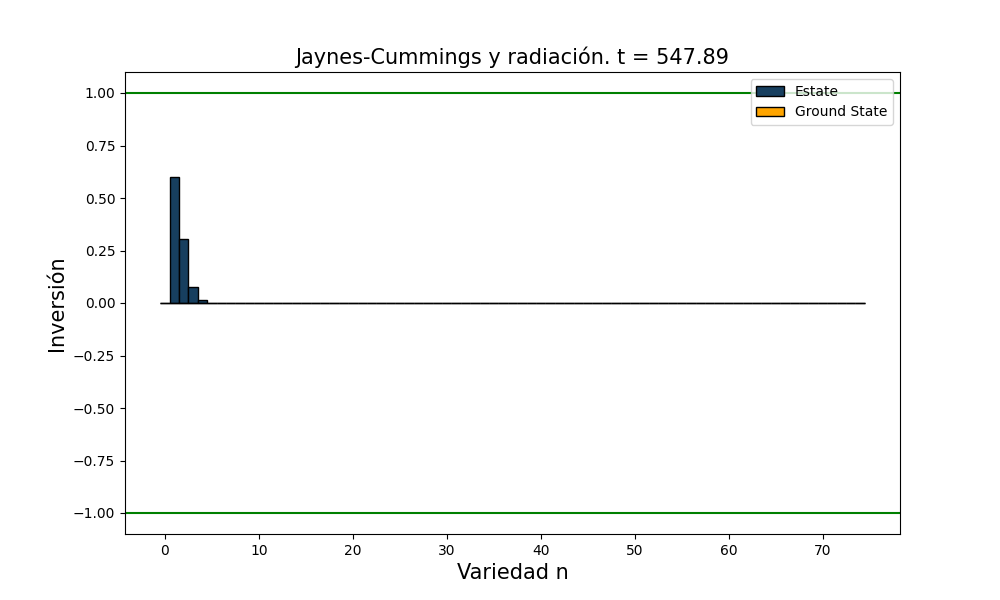 Jaynes-Cummings y radiación. t = 547.89
Estate
Ground State
1.00
0.75
0.50
0.25
0.00
−0.25
−0.50
−0.75
−1.00
Inversión
0 10 20 30 40 50 60 70
Variedad n